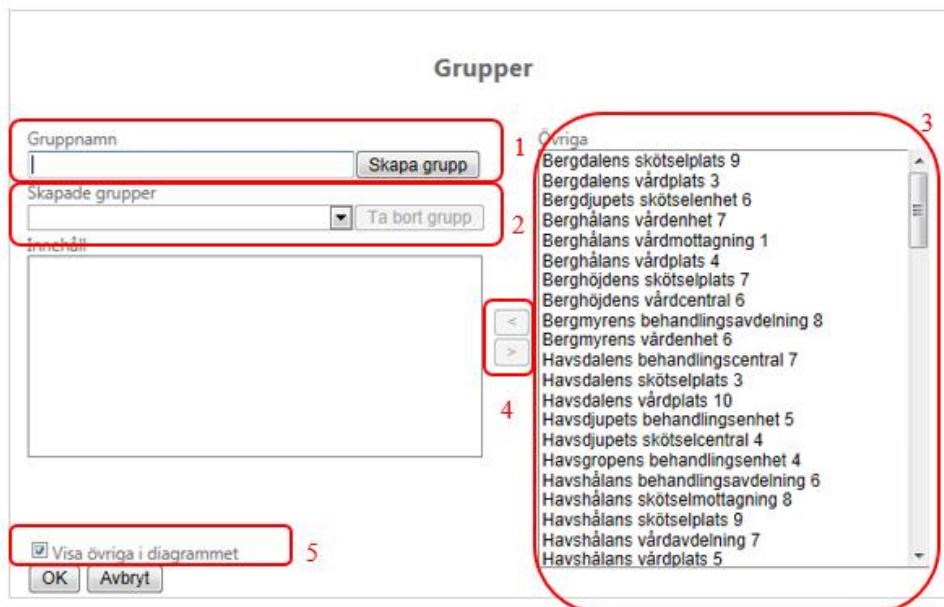 Grupper
Gruppnamn
1
Skapa grupp
Skapade grupper
Ta bort grupp
2
Innehåll
<
>
4
Övriga
3
Bergdalens skötselplats 9
Bergdalens vårdplats 3
Bergdjupets skötselenhet 6
Berghålans vårdenhet 7
Berghålans vårdmottagning 1
Berghålans vårdplats 4
Berghöjdens skötselplats 7
Berghöjdens vårdcentral 6
Bergmyrens behandlingsavdelning 8
Bergmyrens vårdenhet 6
Havsdalens behandlingscentral 7
Havsdalens skötselplats 3
Havsdalens vårdplats 10
Havsdjupets behandlingsenhet 5
Havsdjupets skötselcentral 4
Havsgropens behandlingsenhet 4
Havshålans behandlingsavdelning 6
Havshålans skötselmottagning 8
Havshålans skötselplats 9
Havshålans vårdavdelning 7
Havshålans vårdplats 5
Visa övriga i diagrammet
5
OK Avbryt